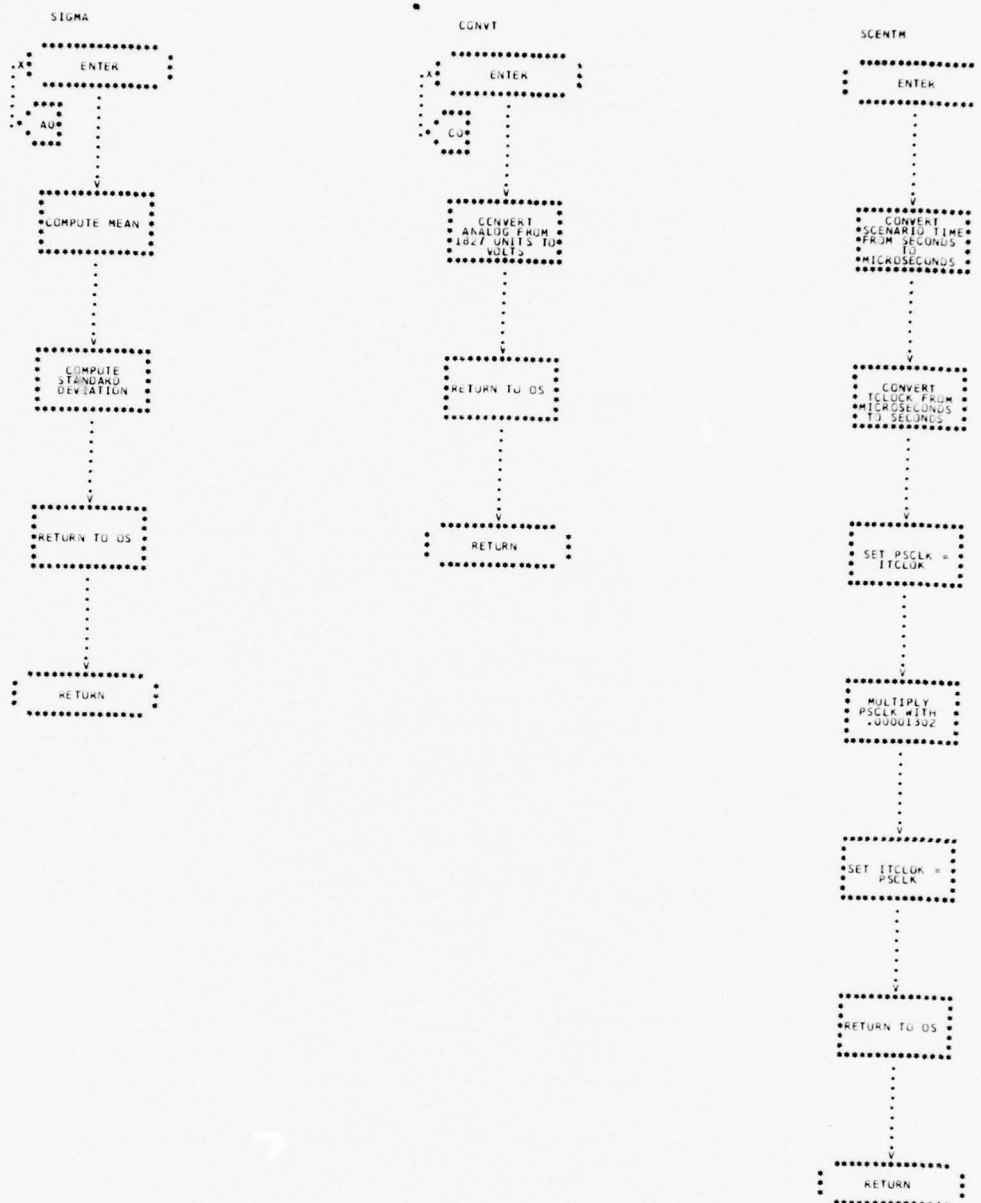 SIGMA
ENTER
AO
COMPUTE MEAN
COMPUTE
STANDARD
DEVIATION
RETURN TO OS
RETURN
CONVT
ENTER
CO
CONVERT
ANALOG FROM
1827 UNITS TO
VOLTS
RETURN TO OS
RETURN
SCENTM
ENTER
CONVERT
SCENARIO TIME
FROM SECONDS
TO
MICROSECONDS
CONVERT
TCLOCK FROM
MICROSECONDS
TO SECONDS
SET PSCLK =
ITCLOK
MULTIPLY
PSCLK WITH
.00001302
SET ITCLOK =
PSCLK
RETURN TO OS
RETURN